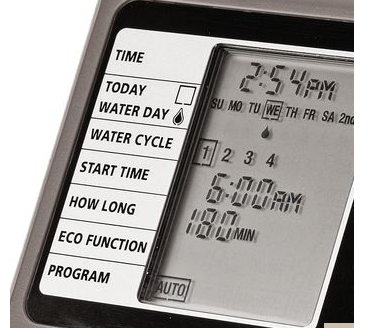 TIME 2:54AM
TODAY
SU MO TU WE TH FR SA 2nd
WATER DAY
WATER CYCLE 1 2 3 4
START TIME 6:00AM
HOW LONG 180MIN
ECO FUNCTION
PROGRAM AUTO